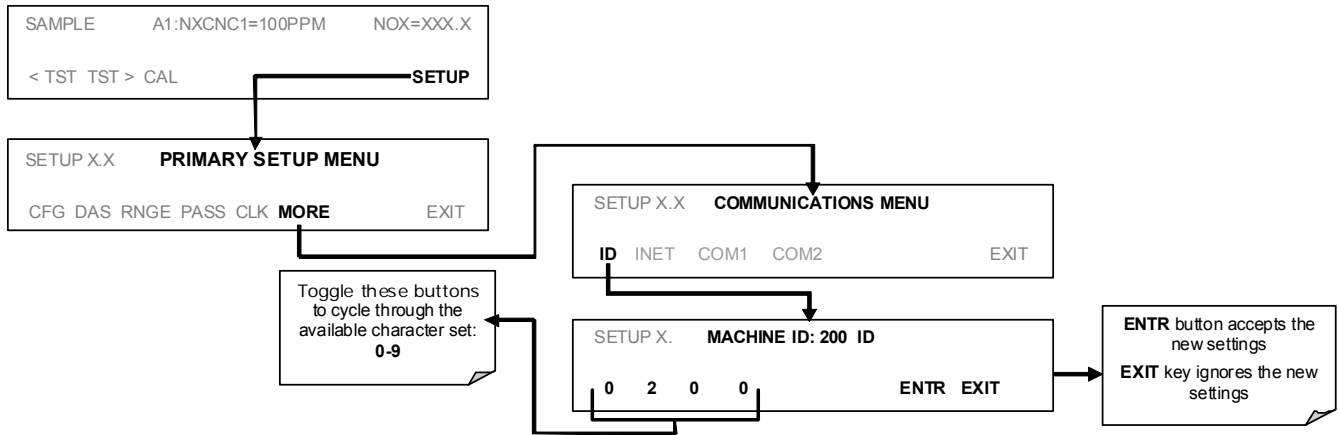 SAMPLE A1:NXCNC1=100PPM NOX=XXX.X
< TST TST > CAL SETUP
SETUP X.X PRIMARY SETUP MENU
CFG DAS RNGE PASS CLK MORE EXIT
SETUP X.X COMMUNICATIONS MENU
ID INET COM1 COM2 EXIT
Toggle these buttons
to cycle through the
available character set:
0-9
SETUP X. MACHINE ID: 200 ID
0 2 0 0 ENTR EXIT
ENTR button accepts the
new settings
EXIT key ignores the new
settings